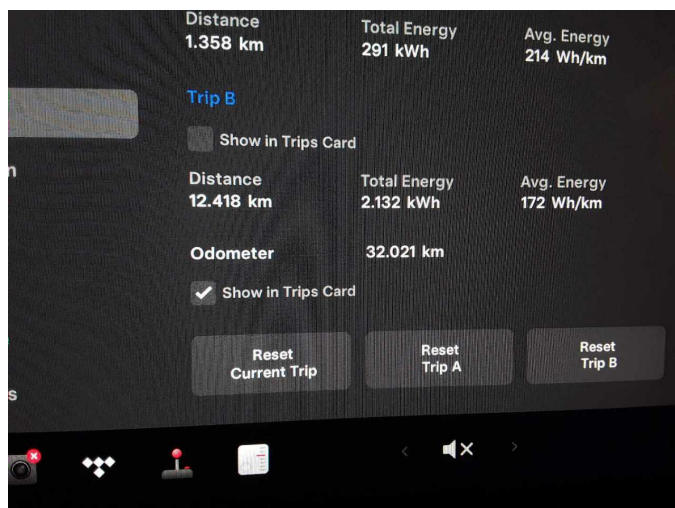 Distance Total Energy Avg. Energy
1.358 km 291 kWh 214 Wh/km
Trip B
Show in Trips Card
Distance Total Energy Avg. Energy
12.418 km 2.132 kWh 172 Wh/km
Odometer 32.021 km
Show in Trips Card
Reset Current Trip
Reset Trip A
Reset Trip B